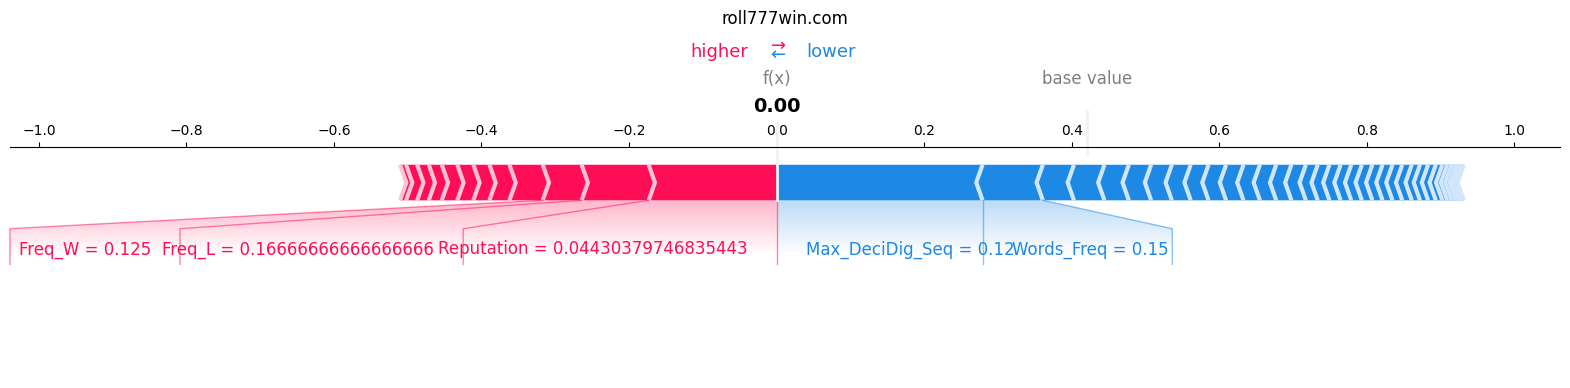 roll777win.com
higher ⇄ lower
f(x) base value
0.00
−1.0 −0.8 −0.6 −0.4 −0.2 0.0 0.2 0.4 0.6 0.8 1.0
Freq_W = 0.125 Freq_L = 0.16666666666666666 Reputation = 0.04430379746835443 Max_DeciDig_Seq = 0.12 Words_Freq = 0.15